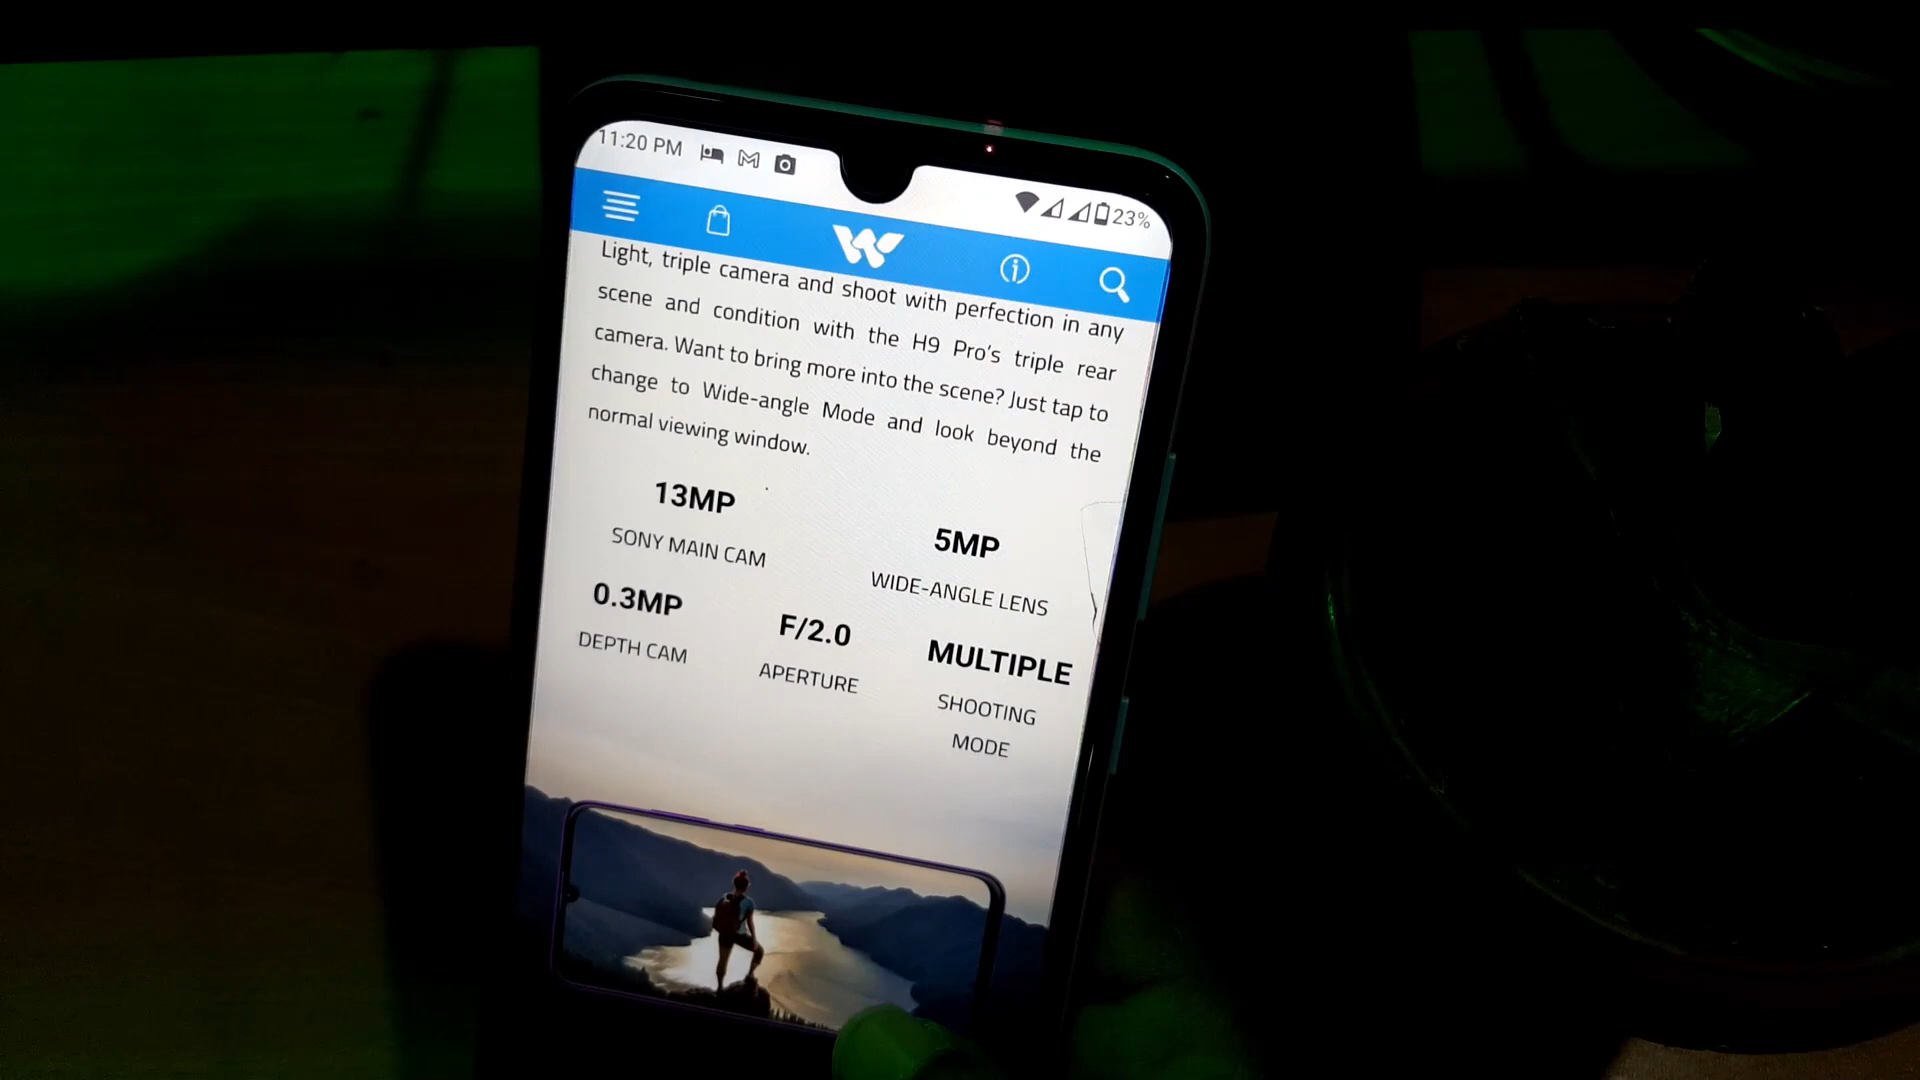 11:20 PM
23%
Light, triple camera and shoot with perfection in any
scene and condition with the H9 Pro's triple rear
camera. Want to bring more into the scene? Just tap to
change to Wide-angle Mode and look beyond the
normal viewing window.
13MP
SONY MAIN CAM
5MP
WIDE-ANGLE LENS
0.3MP
DEPTH CAM
F/2.0
APERTURE
MULTIPLE
SHOOTING
MODE